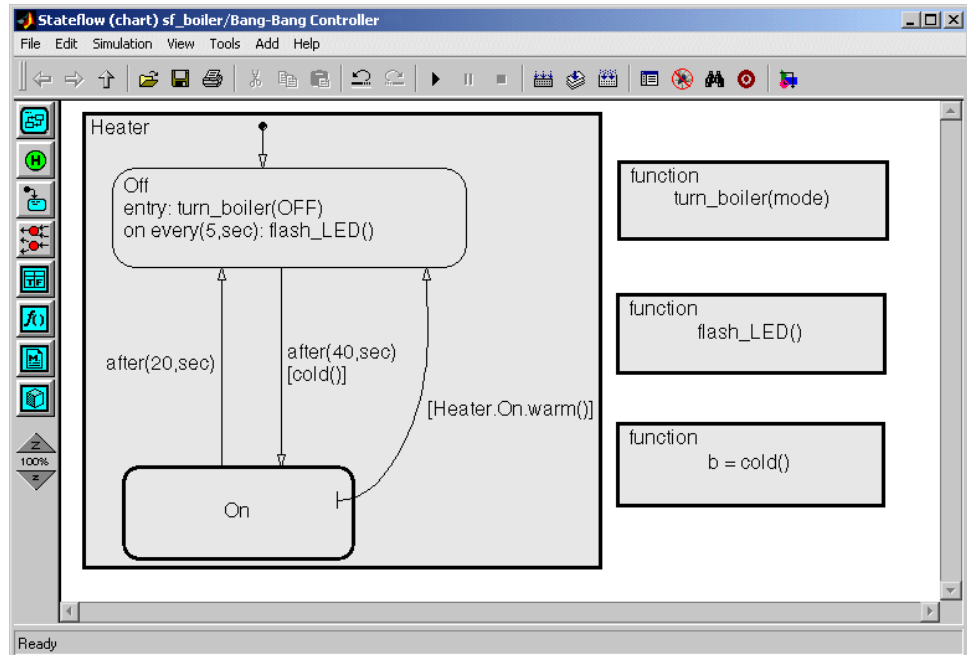 Stateflow (chart) sf_boiler/Bang-Bang Controller
File Edit Simulation View Tools Add Help
Heater
Off
entry: turn_boiler(OFF)
on every(5,sec): flash_LED()
after(20,sec)
after(40,sec)
[cold()]
[Heater.On.warm()]
On
function
turn_boiler(mode)
function
flash_LED()
function
b = cold()
H
TF
f()
M
Z
100%
z
Ready